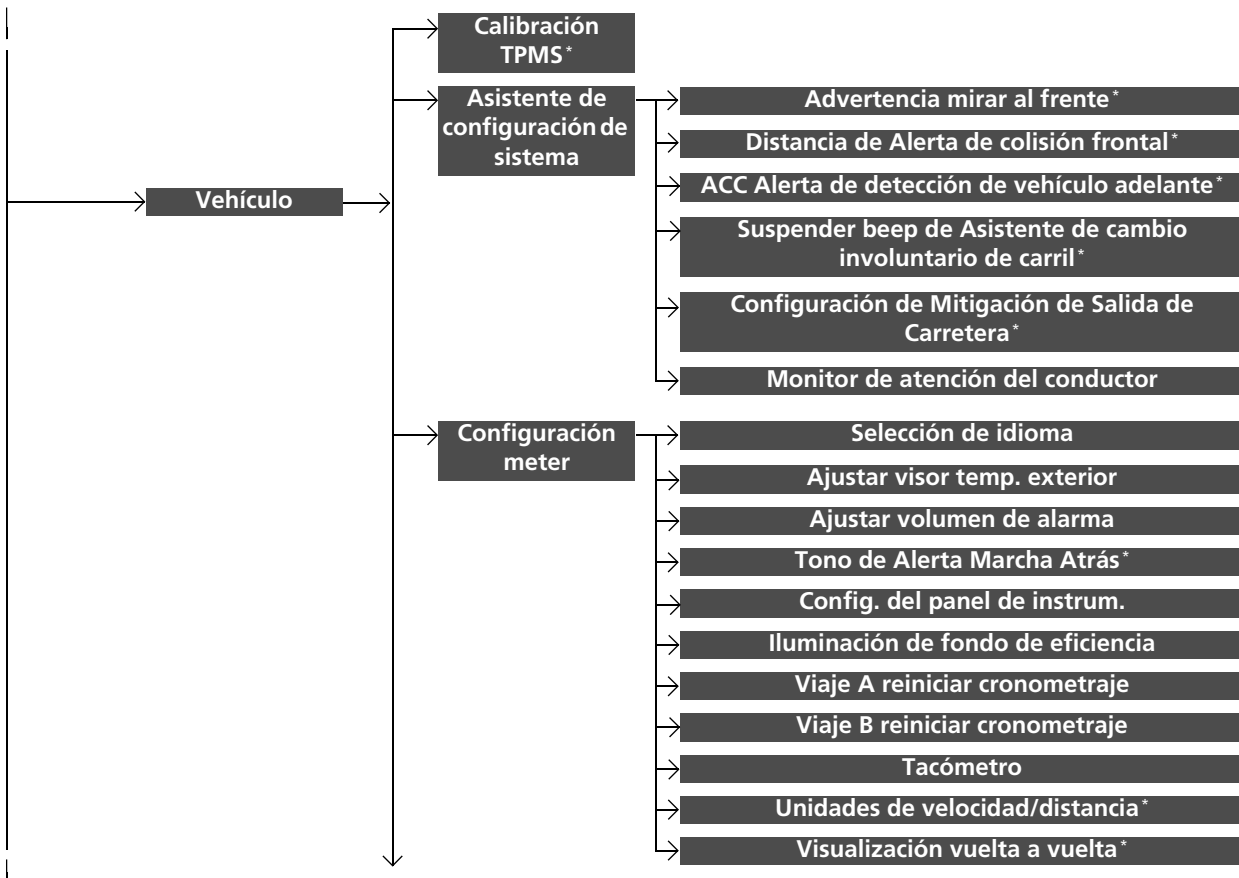 Calibración
TPMS*
Asistente de
configuración de
sistema
Advertencia mirar al frente*
Distancia de Alerta de colisión frontal*
ACC Alerta de detección de vehículo adelante*
Suspender beep de Asistente de cambio
involuntario de carril*
Configuración de Mitigación de Salida de
Carretera*
Monitor de atención del conductor
Vehículo
Configuración
meter
Selección de idioma
Ajustar visor temp. exterior
Ajustar volumen de alarma
Tono de Alerta Marcha Atrás*
Config. del panel de instrum.
Iluminación de fondo de eficiencia
Viaje A reiniciar cronometraje
Viaje B reiniciar cronometraje
Tacómetro
Unidades de velocidad/distancia*
Visualización vuelta a vuelta*